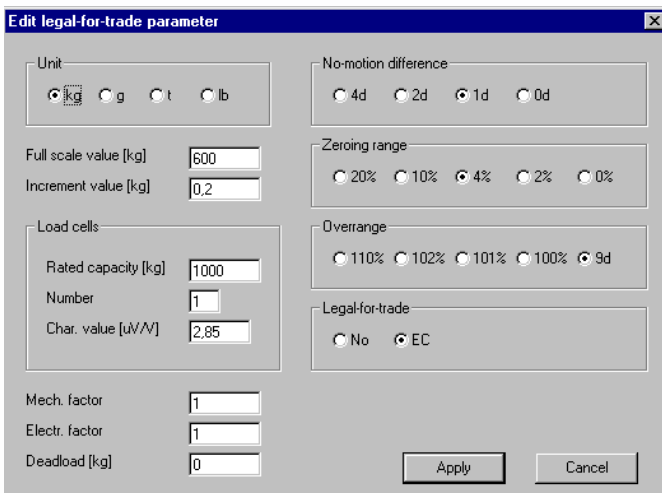 Edit legal-for-trade parameter
Unit
kg g t lb
Full scale value [kg] 600
Increment value [kg] 0,2
Load cells
Rated capacity [kg] 1000
Number 1
Char. value [uV/V] 2,85
Mech. factor 1
Electr. factor 1
Deadload [kg] 0
No-motion difference
4d 2d 1d 0d
Zeroing range
20% 10% 4% 2% 0%
Overrange
110% 102% 101% 100% 9d
Legal-for-trade
No EC
Apply Cancel